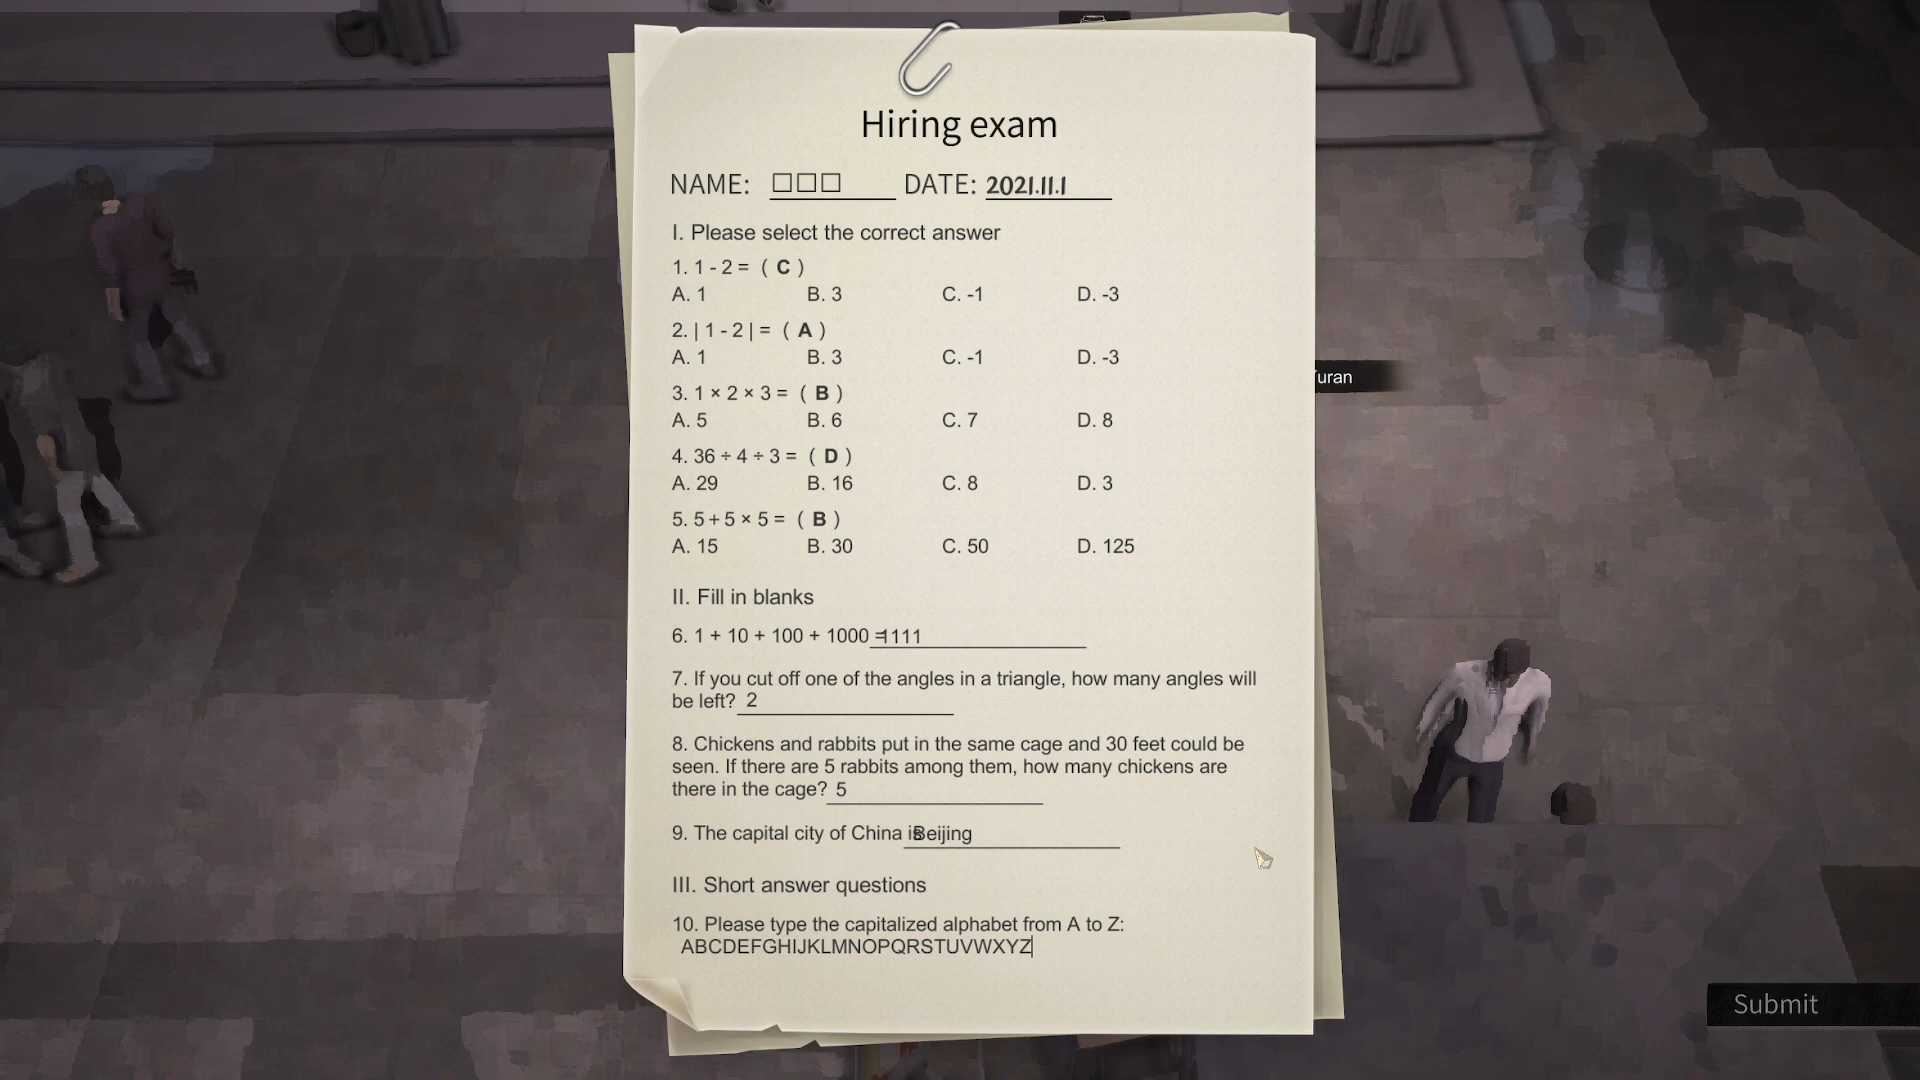 Hiring exam
NAME: □□□ DATE: 2021.11.1
I. Please select the correct answer
1. 1 - 2 = ( C )
A. 1 B. 3 C. -1 D. -3
2. | 1 - 2 | = ( A )
A. 1 B. 3 C. -1 D. -3
3. 1 × 2 × 3 = ( B )
A. 5 B. 6 C. 7 D. 8
4. 36 ÷ 4 ÷ 3 = ( D )
A. 29 B. 16 C. 8 D. 3
5. 5 + 5 × 5 = ( B )
A. 15 B. 30 C. 50 D. 125
II. Fill in blanks
6. 1 + 10 + 100 + 1000 =1111
7. If you cut off one of the angles in a triangle, how many angles will
be left? 2
8. Chickens and rabbits put in the same cage and 30 feet could be
seen. If there are 5 rabbits among them, how many chickens are
there in the cage? 5
9. The capital city of China is Beijing
III. Short answer questions
10. Please type the capitalized alphabet from A to Z:
ABCDEFGHIJKLMNOPQRSTUVWXYZ
Submit